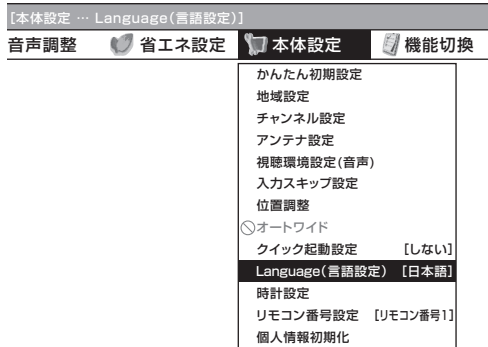 [本体設定 … Language(言語設定)]
音声調整 省エネ設定 本体設定 機能切換
かんたん初期設定
地域設定
チャンネル設定
アンテナ設定
視聴環境設定(音声)
入力スキップ設定
位置調整
オートワイド
クイック起動設定 [しない]
Language(言語設定) [日本語]
時計設定
リモコン番号設定 [リモコン番号1]
個人情報初期化